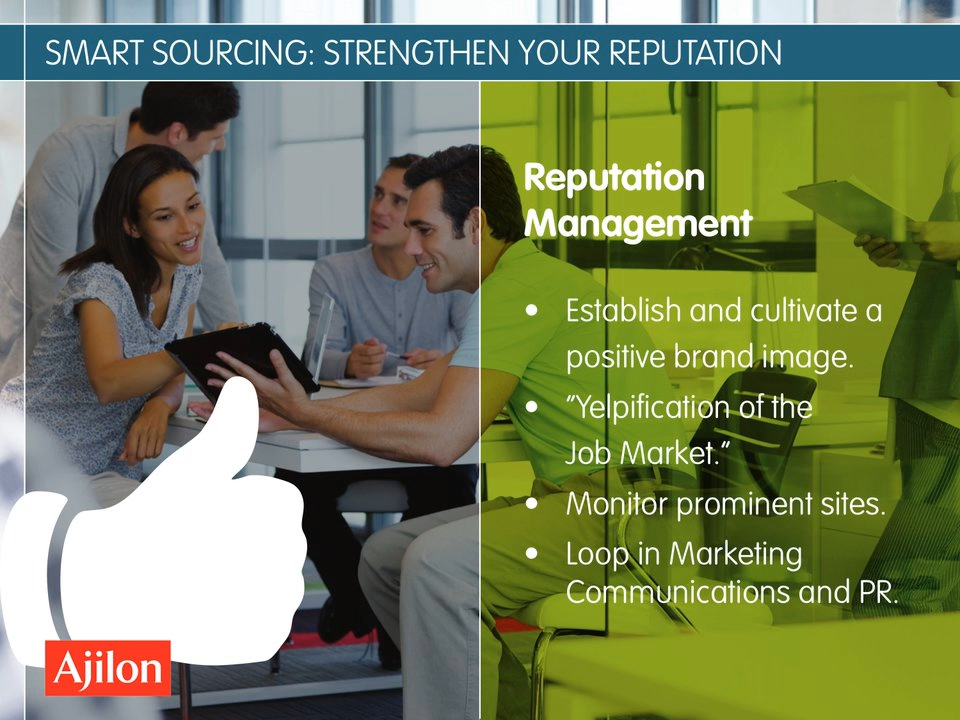 SMART SOURCING: STRENGTHEN YOUR REPUTATION
Reputation
Management
• Establish and cultivate a
positive brand image.
• "Yelpification of the
Job Market."
• Monitor prominent sites.
• Loop in Marketing
Communications and PR.
Ajilon